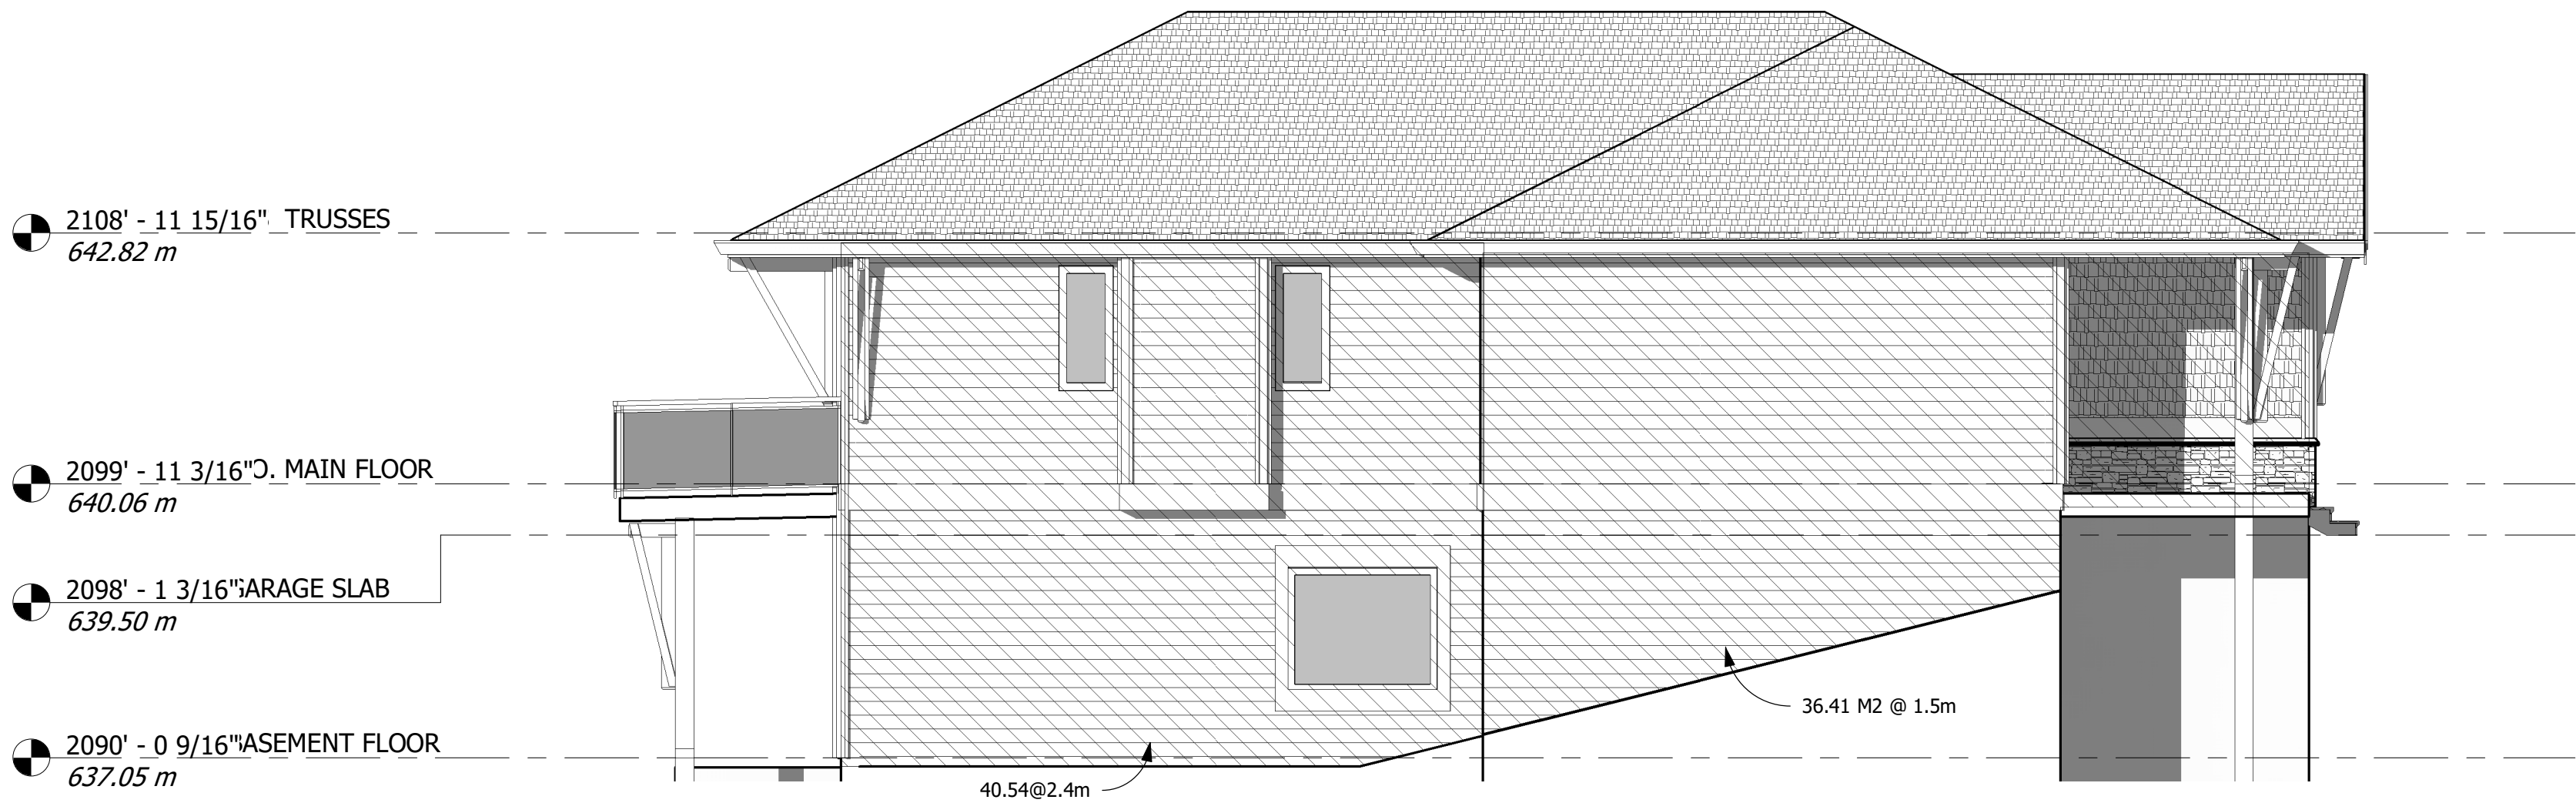 2108' - 11 15/16" TRUSSES
642.82 m
2099' - 11 3/16" O. MAIN FLOOR
640.06 m
2098' - 1 3/16" GARAGE SLAB
639.50 m
36.41 M2 @ 1.5m
2090' - 0 9/16" BASEMENT FLOOR
637.05 m
40.54@2.4m